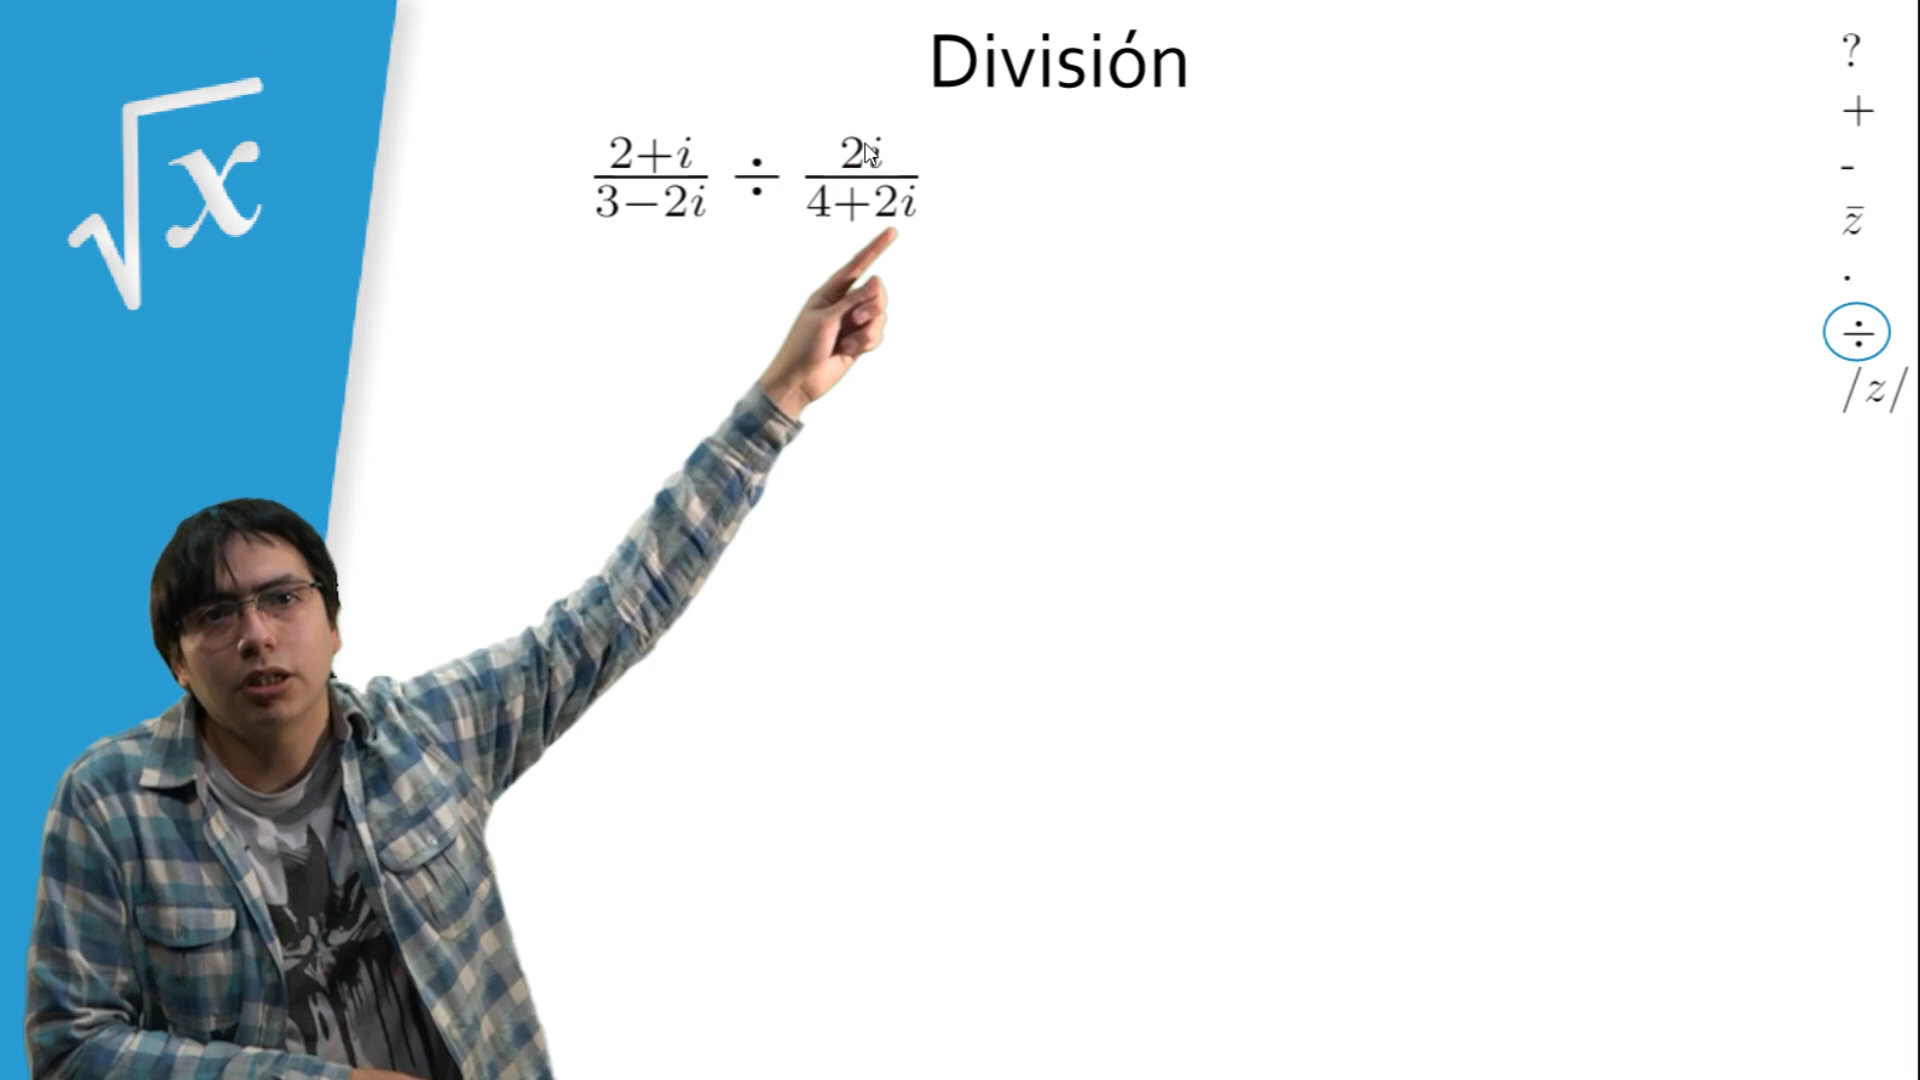 División
√x
2+i / 3−2i ÷ 2i / 4+2i
?
+
-
z̄
·
÷
/z/